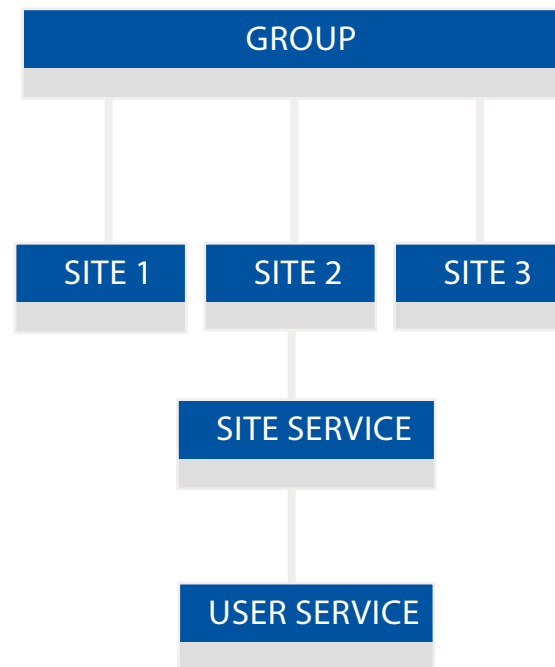 GROUP
SITE 1
SITE 2
SITE 3
SITE SERVICE
USER SERVICE